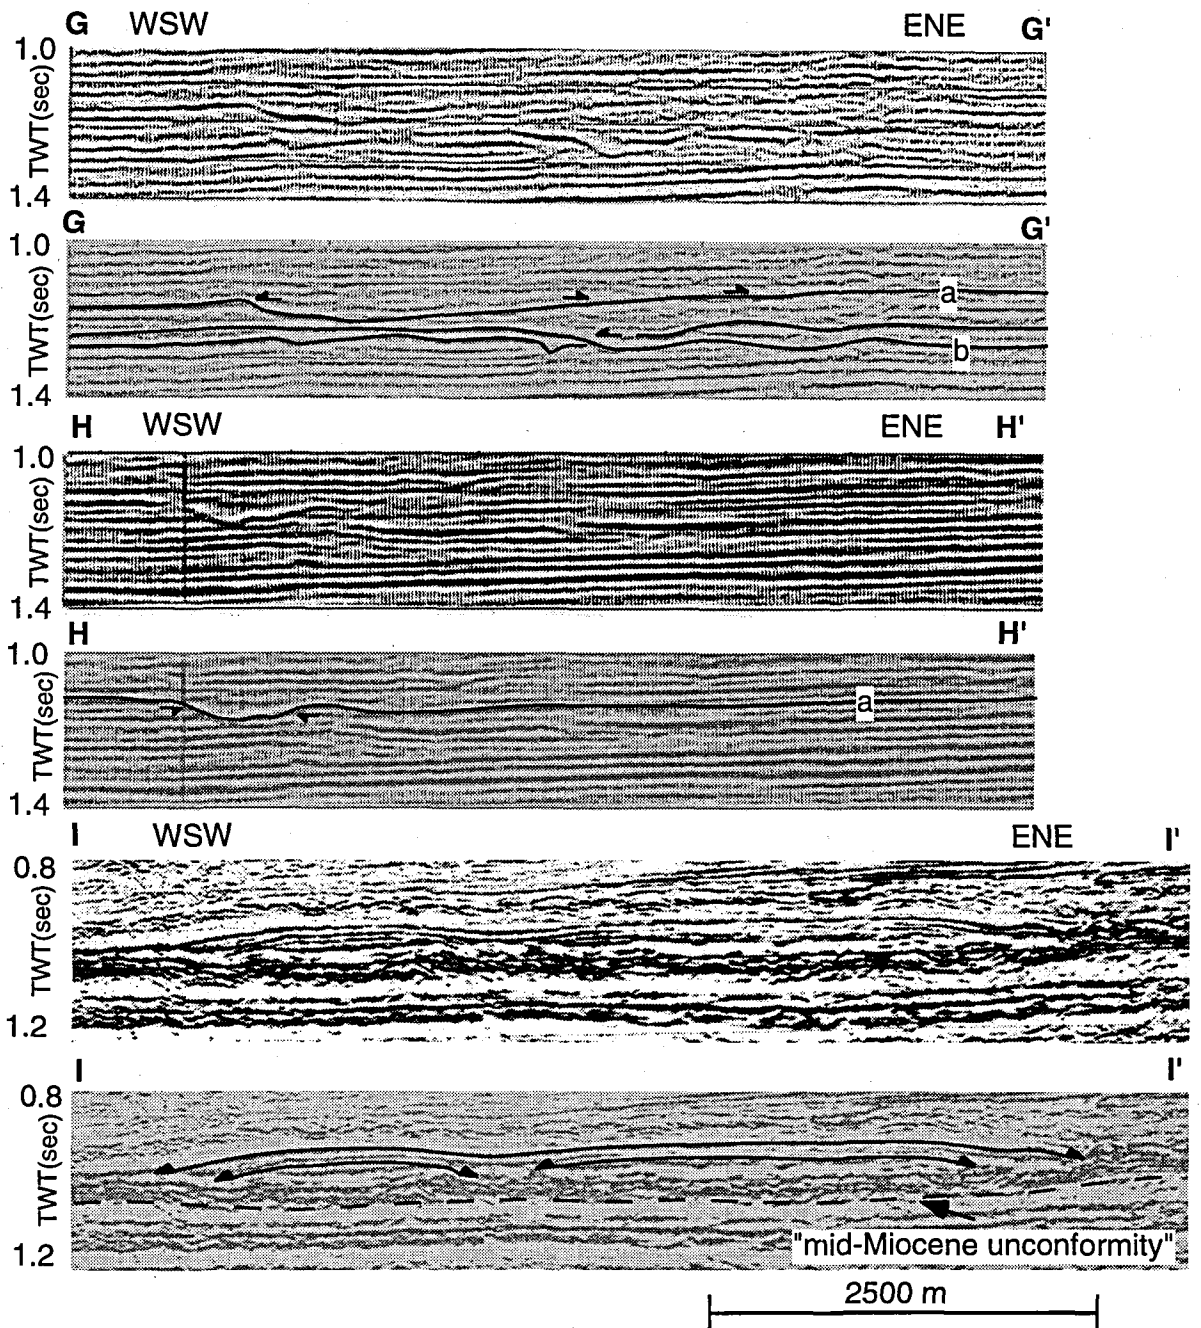 G WSW ENE G'
1.0
TWT(sec)
1.4
G G'
1.0
TWT(sec)
a
b
1.4
H WSW ENE H'
1.0
TWT(sec)
1.4
H H'
1.0
TWT(sec)
a
1.4
I WSW ENE I'
0.8
TWT(sec)
1.2
I I'
0.8
TWT(sec)
1.2
"mid-Miocene unconformity"
2500 m